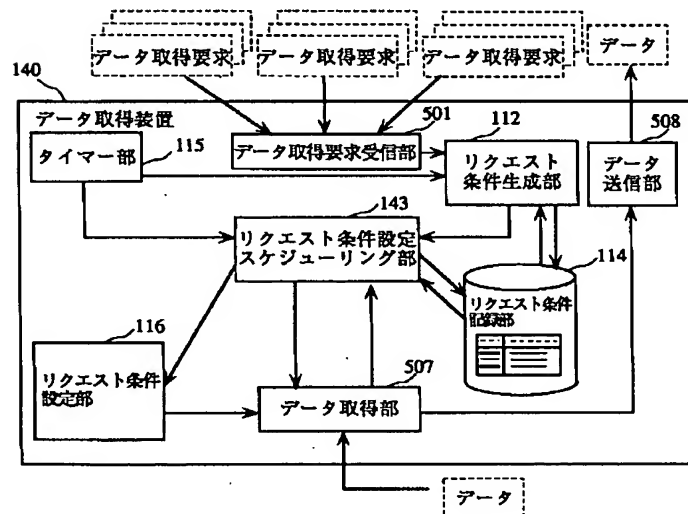 データ取得要求
データ取得要求
データ取得要求
データ
140
データ取得装置
タイマー部
115
501
データ取得要求受信部
112
リクエスト
条件生成部
508
データ
送信部
143
リクエスト条件設定
スケジューリング部
114
リクエスト条件
記録部
116
リクエスト条件
設定部
507
データ取得部
データ